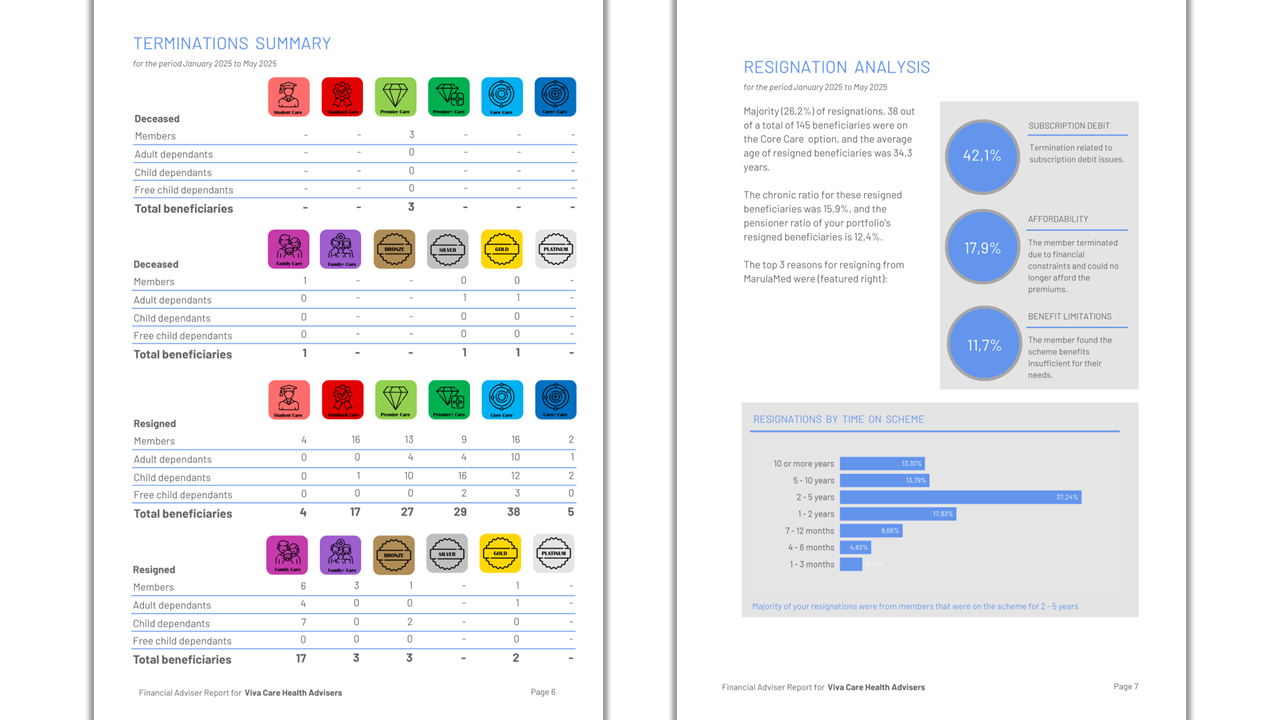 TERMINATIONS SUMMARY
for the period January 2025 to May 2025
Student Care Standard Care Premier Care Premier+ Care Core Care Core+ Care
Deceased
Members - - 3 - - -
Adult dependants - - 0 - - -
Child dependants - - 0 - - -
Free child dependants - - 0 - - -
Total beneficiaries - - 3 - - -
Family Care Family+ Care BRONZE SILVER GOLD PLATINUM
Deceased
Members 1 - - 0 0 -
Adult dependants 0 - - 1 1 -
Child dependants 0 - - 0 0 -
Free child dependants 0 - - 0 0 -
Total beneficiaries 1 - - 1 1 -
Student Care Standard Care Premier Care Premier+ Care Core Care Core+ Care
Resigned
Members 4 16 13 9 16 2
Adult dependants 0 0 4 4 10 1
Child dependants 0 1 10 16 12 2
Free child dependants 0 0 0 2 3 0
Total beneficiaries 4 17 27 29 38 5
Family Care Family+ Care BRONZE SILVER GOLD PLATINUM
Resigned
Members 6 3 1 - 1 -
Adult dependants 4 0 0 - 1 -
Child dependants 7 0 2 - 0 -
Free child dependants 0 0 0 - 0 -
Total beneficiaries 17 3 3 - 2 -
Financial Adviser Report for Viva Care Health Advisers Page 6
RESIGNATION ANALYSIS
for the period January 2025 to May 2025
Majority (26,2%) of resignations, 38 out
of a total of 145 beneficiaries were on
the Core Care option, and the average
age of resigned beneficiaries was 34,3
years.
The chronic ratio for these resigned
beneficiaries was 15,9%, and the
pensioner ratio of your portfolio's
resigned beneficiaries is 12,4%.
The top 3 reasons for resigning from
MarulaMed were (featured right):
42,1%
SUBSCRIPTION DEBIT
Termination related to
subscription debit issues.
17,9%
AFFORDABILITY
The member terminated
due to financial
constraints and could no
longer afford the
premiums.
11,7%
BENEFIT LIMITATIONS
The member found the
scheme benefits
insufficient for their
needs.
RESIGNATIONS BY TIME ON SCHEME
10 or more years 13,10%
5 - 10 years 13,79%
2 - 5 years 37,24%
1 - 2 years 17,93%
7 - 12 months 9,66%
4 - 6 months 4,83%
1 - 3 months
Majority of your resignations were from members that were on the scheme for 2 - 5 years
Financial Adviser Report for Viva Care Health Advisers Page 7